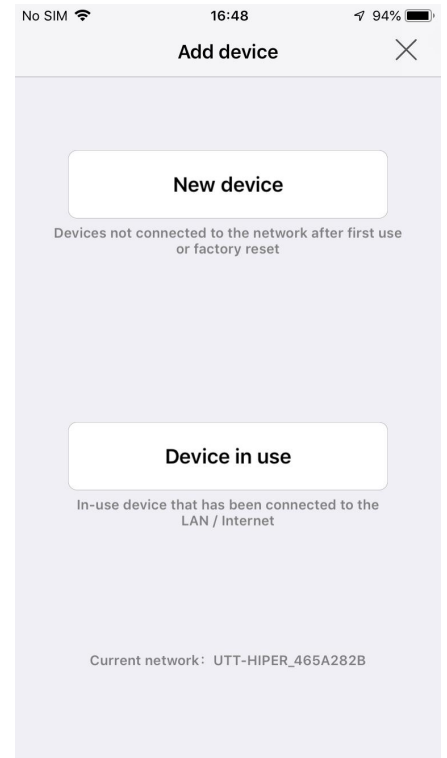 No SIM 16:48 94%
Add device
New device
Devices not connected to the network after first use
or factory reset
Device in use
In-use device that has been connected to the
LAN / Internet
Current network：UTT-HIPER_465A282B